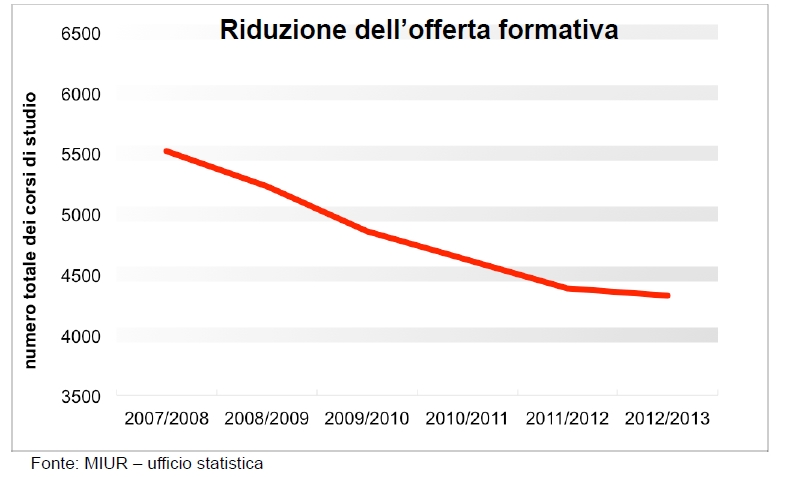 Riduzione dell’offerta formativa
numero totale dei corsi di studio
6500
6000
5500
5000
4500
4000
3500
2007/2008 2008/2009 2009/2010 2010/2011 2011/2012 2012/2013
Fonte: MIUR – ufficio statistica